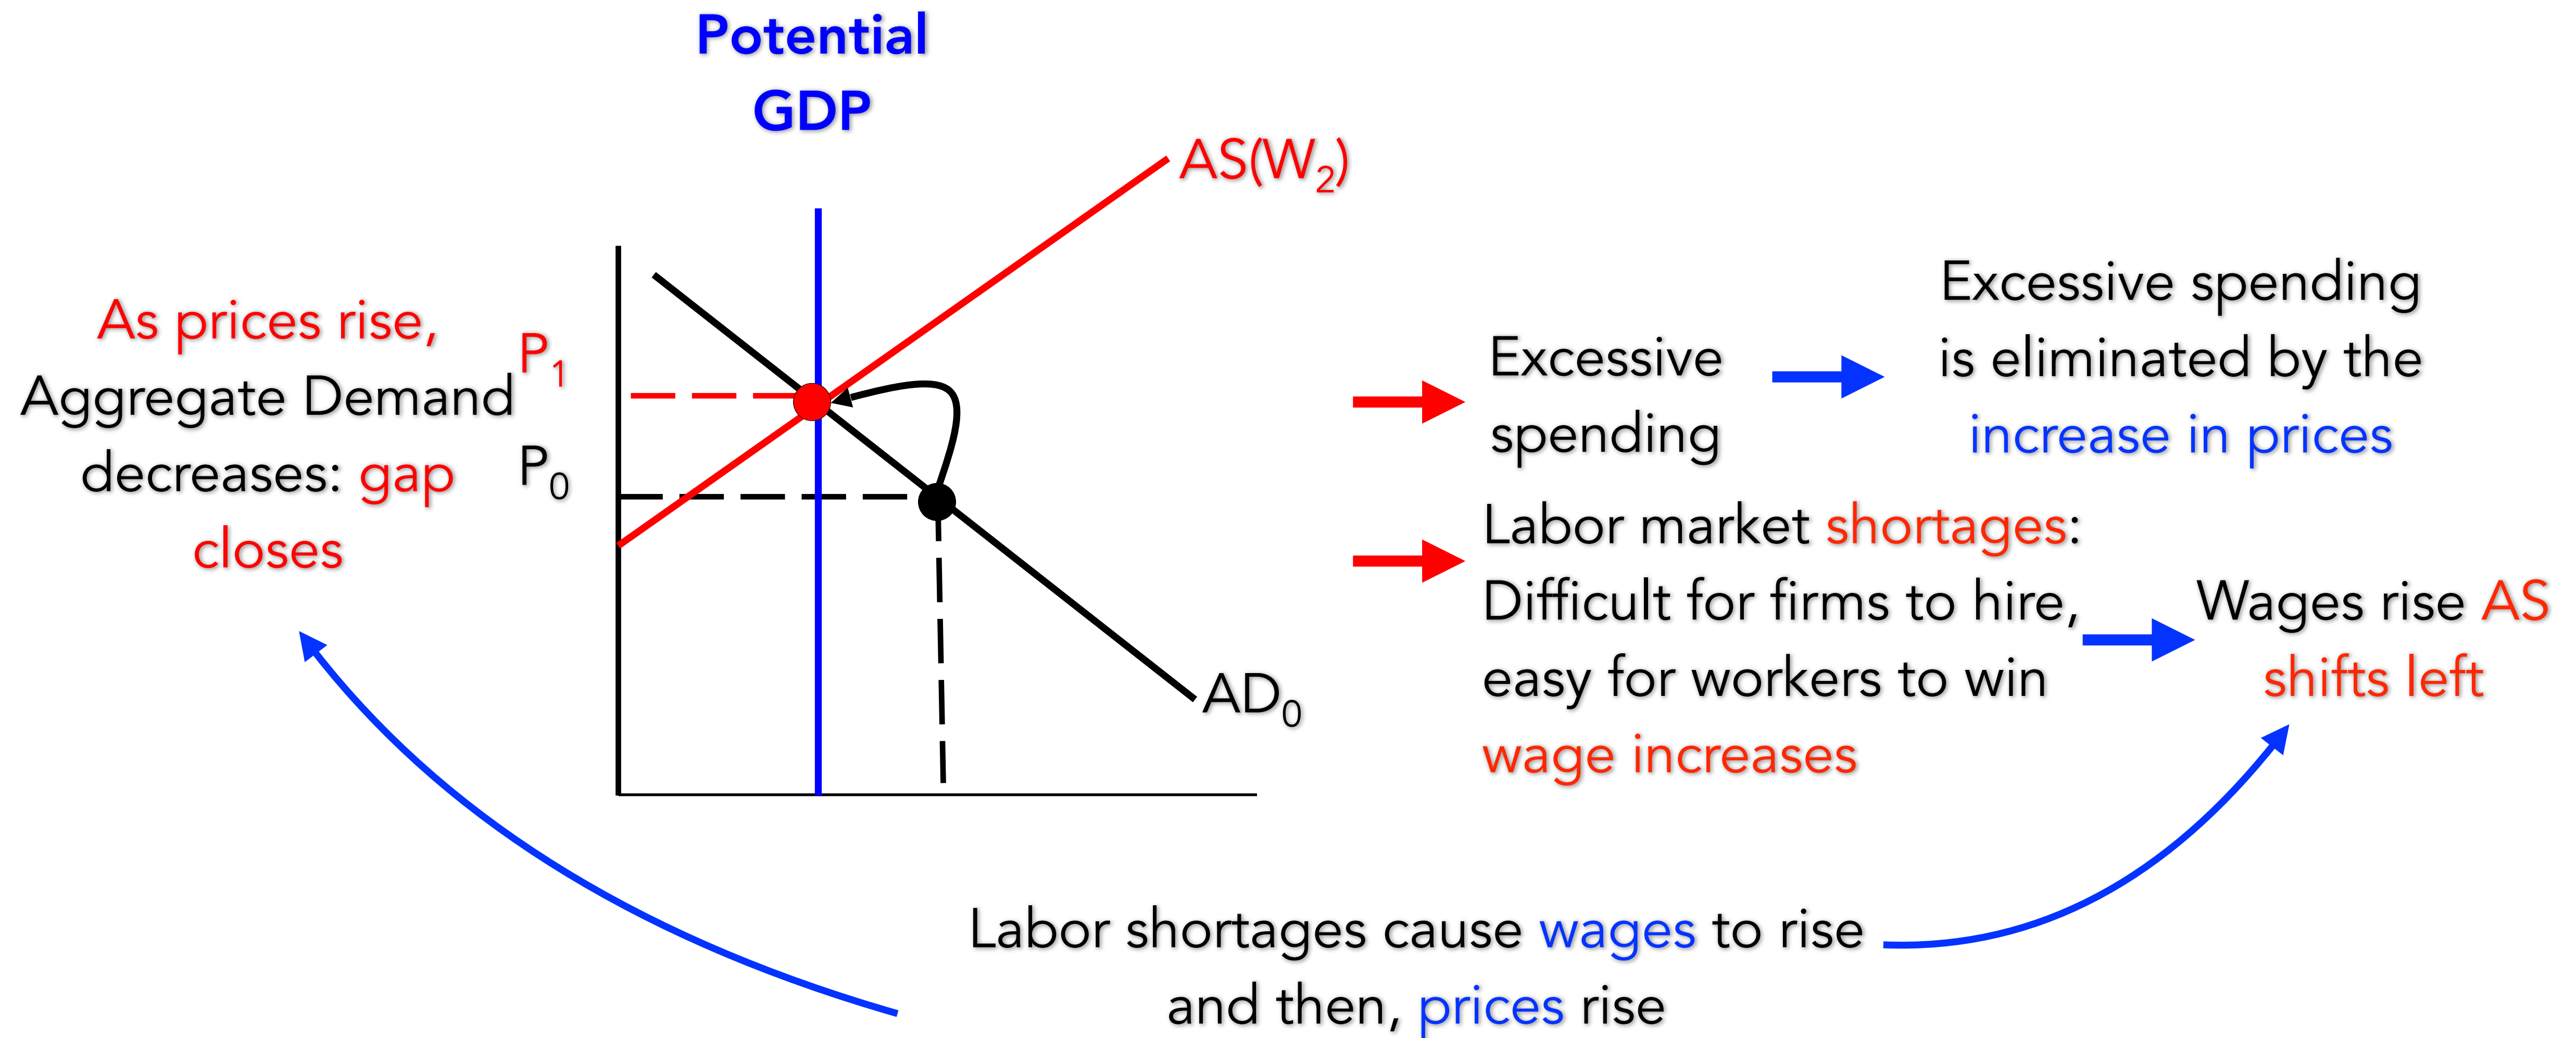 Potential
GDP
AS(W₂)
As prices rise,
Aggregate Demand
decreases: gap
closes
P₁
P₀
AD₀
Excessive
spending
Excessive spending
is eliminated by the
increase in prices
Labor market shortages:
Difficult for firms to hire,
easy for workers to win
wage increases
Wages rise AS
shifts left
Labor shortages cause wages to rise
and then, prices rise